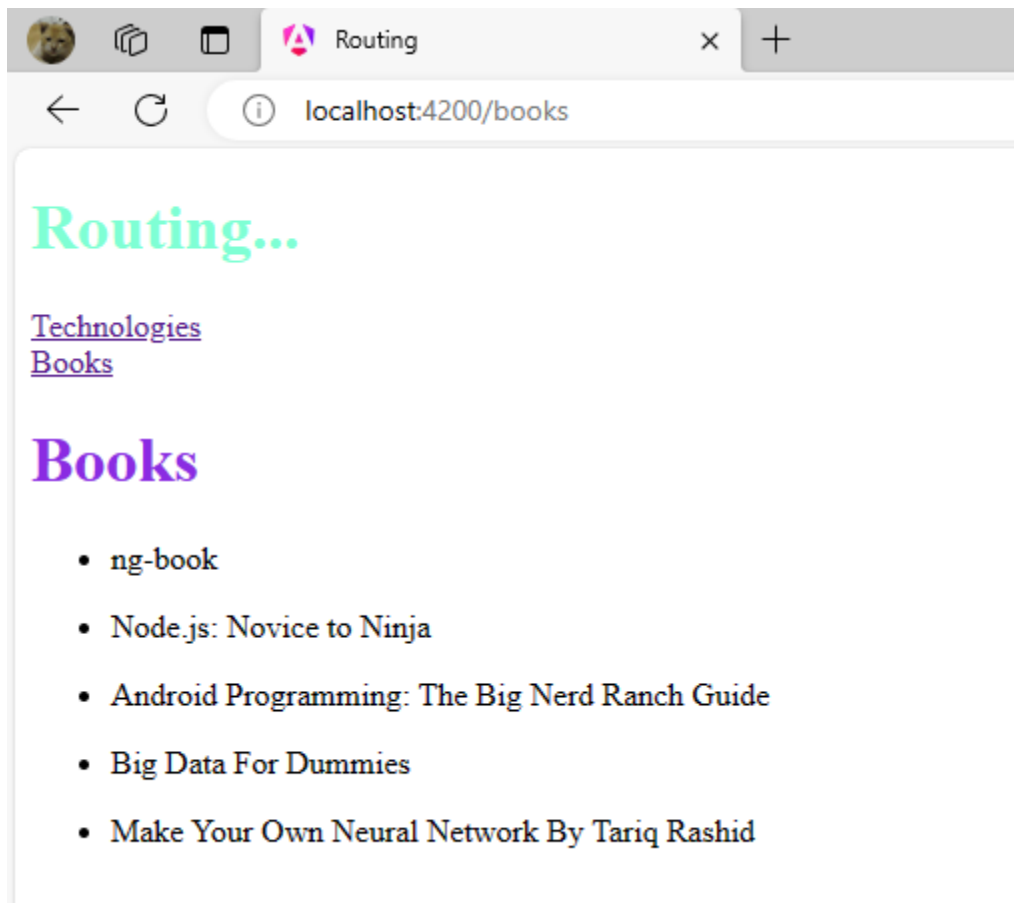 Routing
localhost:4200/books
Routing...
Technologies
Books
Books
ng-book
Node.js: Novice to Ninja
Android Programming: The Big Nerd Ranch Guide
Big Data For Dummies
Make Your Own Neural Network By Tariq Rashid